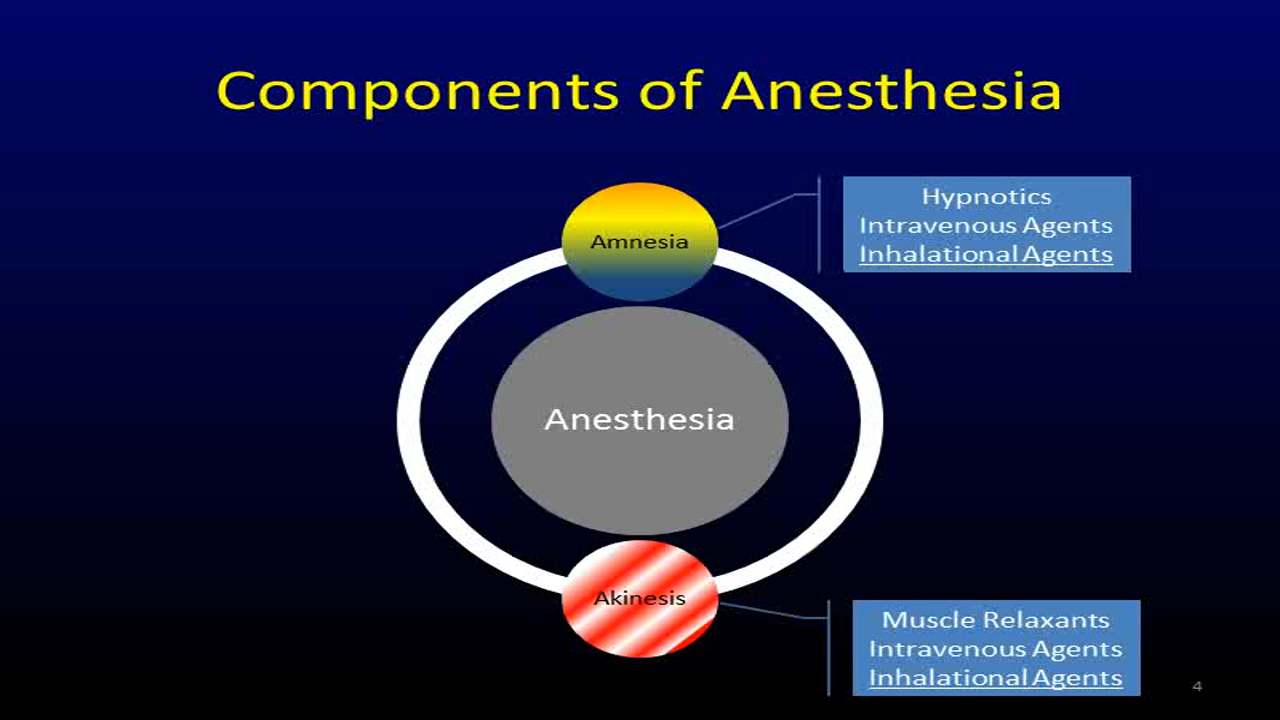 Components of Anesthesia
Amnesia
Hypnotics
Intravenous Agents
Inhalational Agents
Anesthesia
Akinesis
Muscle Relaxants
Intravenous Agents
Inhalational Agents
4